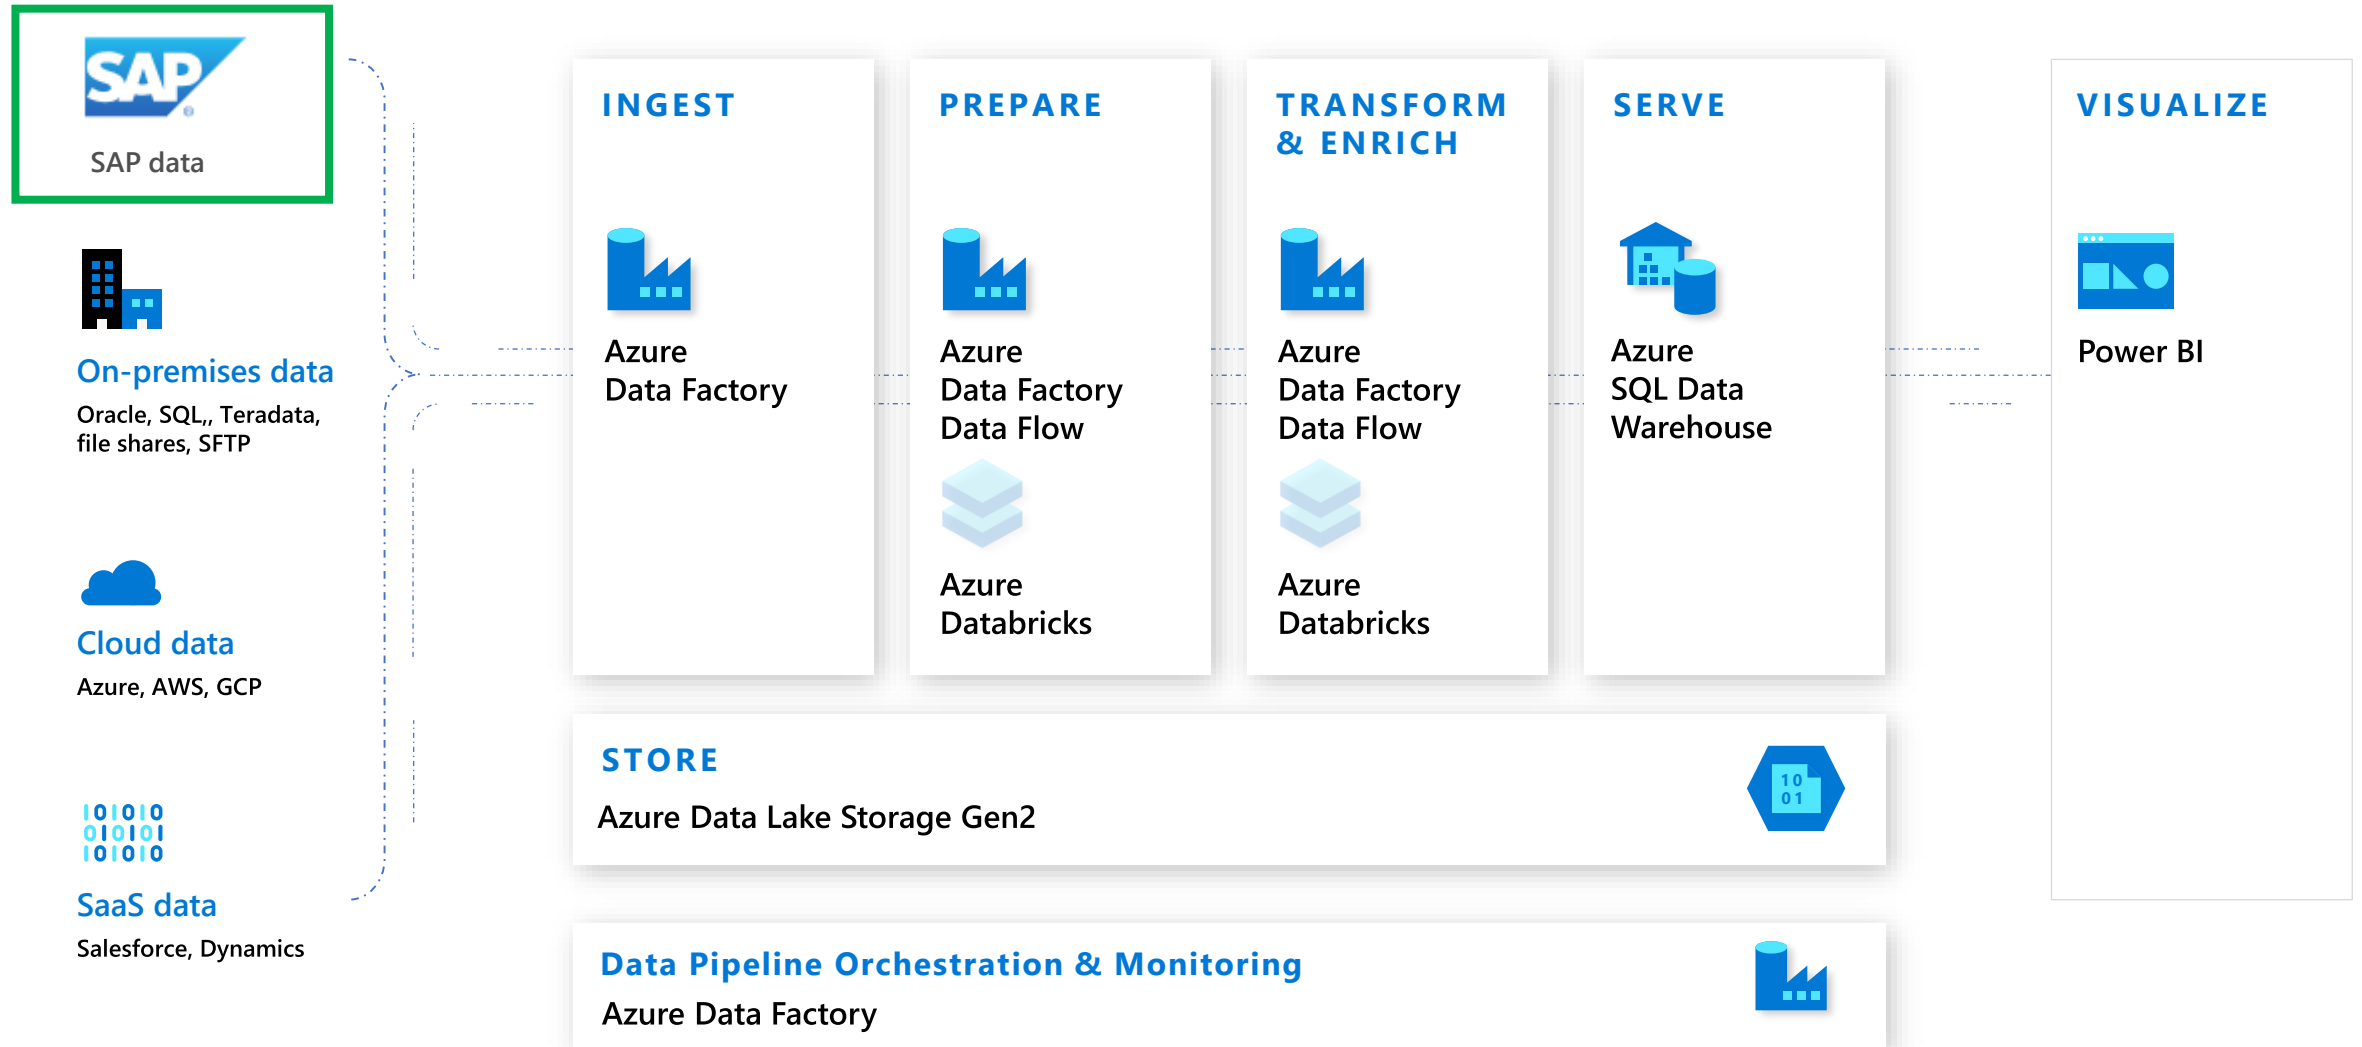 SAP
®
SAP data
On-premises data
Oracle, SQL,, Teradata,
file shares, SFTP
Cloud data
Azure, AWS, GCP
101010
010101
101010
SaaS data
Salesforce, Dynamics
INGEST
Azure
Data Factory
PREPARE
Azure
Data Factory
Data Flow
Azure
Databricks
TRANSFORM
& ENRICH
Azure
Data Factory
Data Flow
Azure
Databricks
SERVE
Azure
SQL Data
Warehouse
VISUALIZE
Power BI
STORE
Azure Data Lake Storage Gen2
10
01
Data Pipeline Orchestration & Monitoring
Azure Data Factory